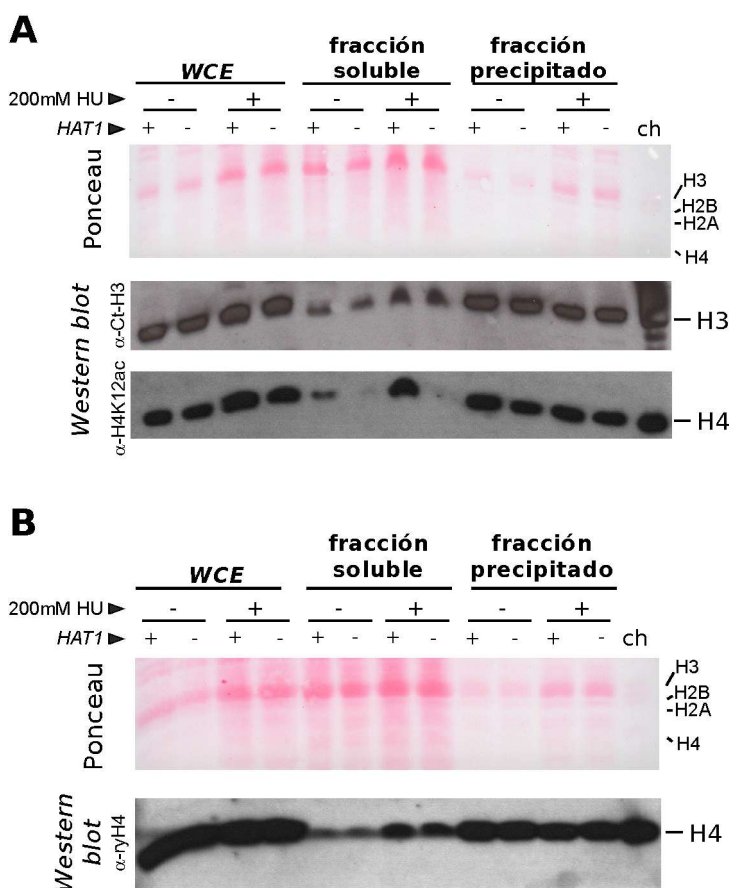 A
WCE
fracción
soluble
fracción
precipitado
200mM HU - + - + - +
HAT1 + - + - + - + - + - + - ch
Ponceau
H3
H2B
H2A
H4
Western blot
α-Ct-H3
H3
α-H4K12ac
H4
B
WCE
fracción
soluble
fracción
precipitado
200mM HU - + - + - +
HAT1 + - + - + - + - + - + - ch
Ponceau
H3
H2B
H2A
H4
Western
blot
α-ryH4
H4